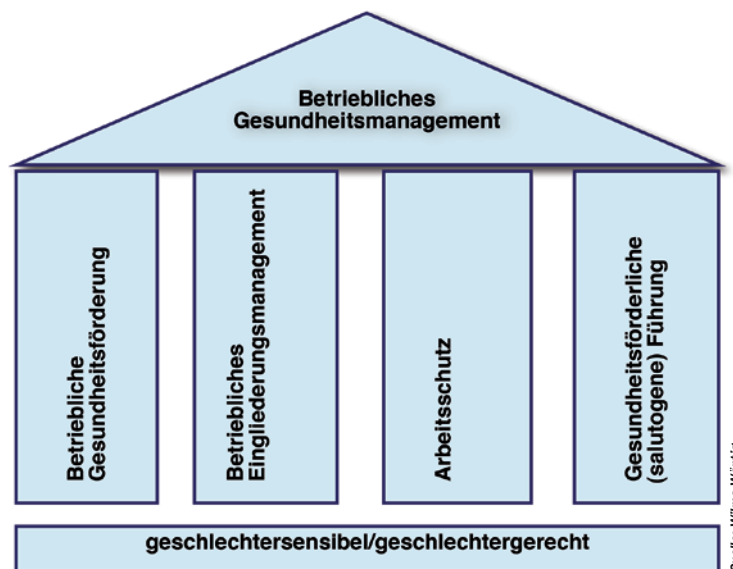 Betriebliches
Gesundheitsmanagement
Betriebliche
Gesundheitsförderung
Betriebliches
Eingliederungsmanagement
Arbeitsschutz
Gesundheitsförderliche
(salutogene) Führung
geschlechtersensibel/geschlechtergerecht